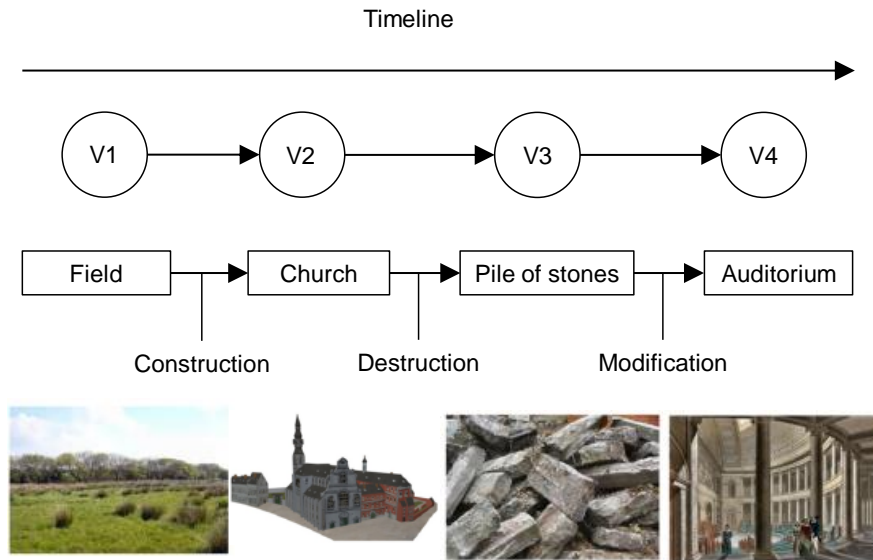 Timeline
V1 V2 V3 V4
Field Church Pile of stones Auditorium
Construction Destruction Modification